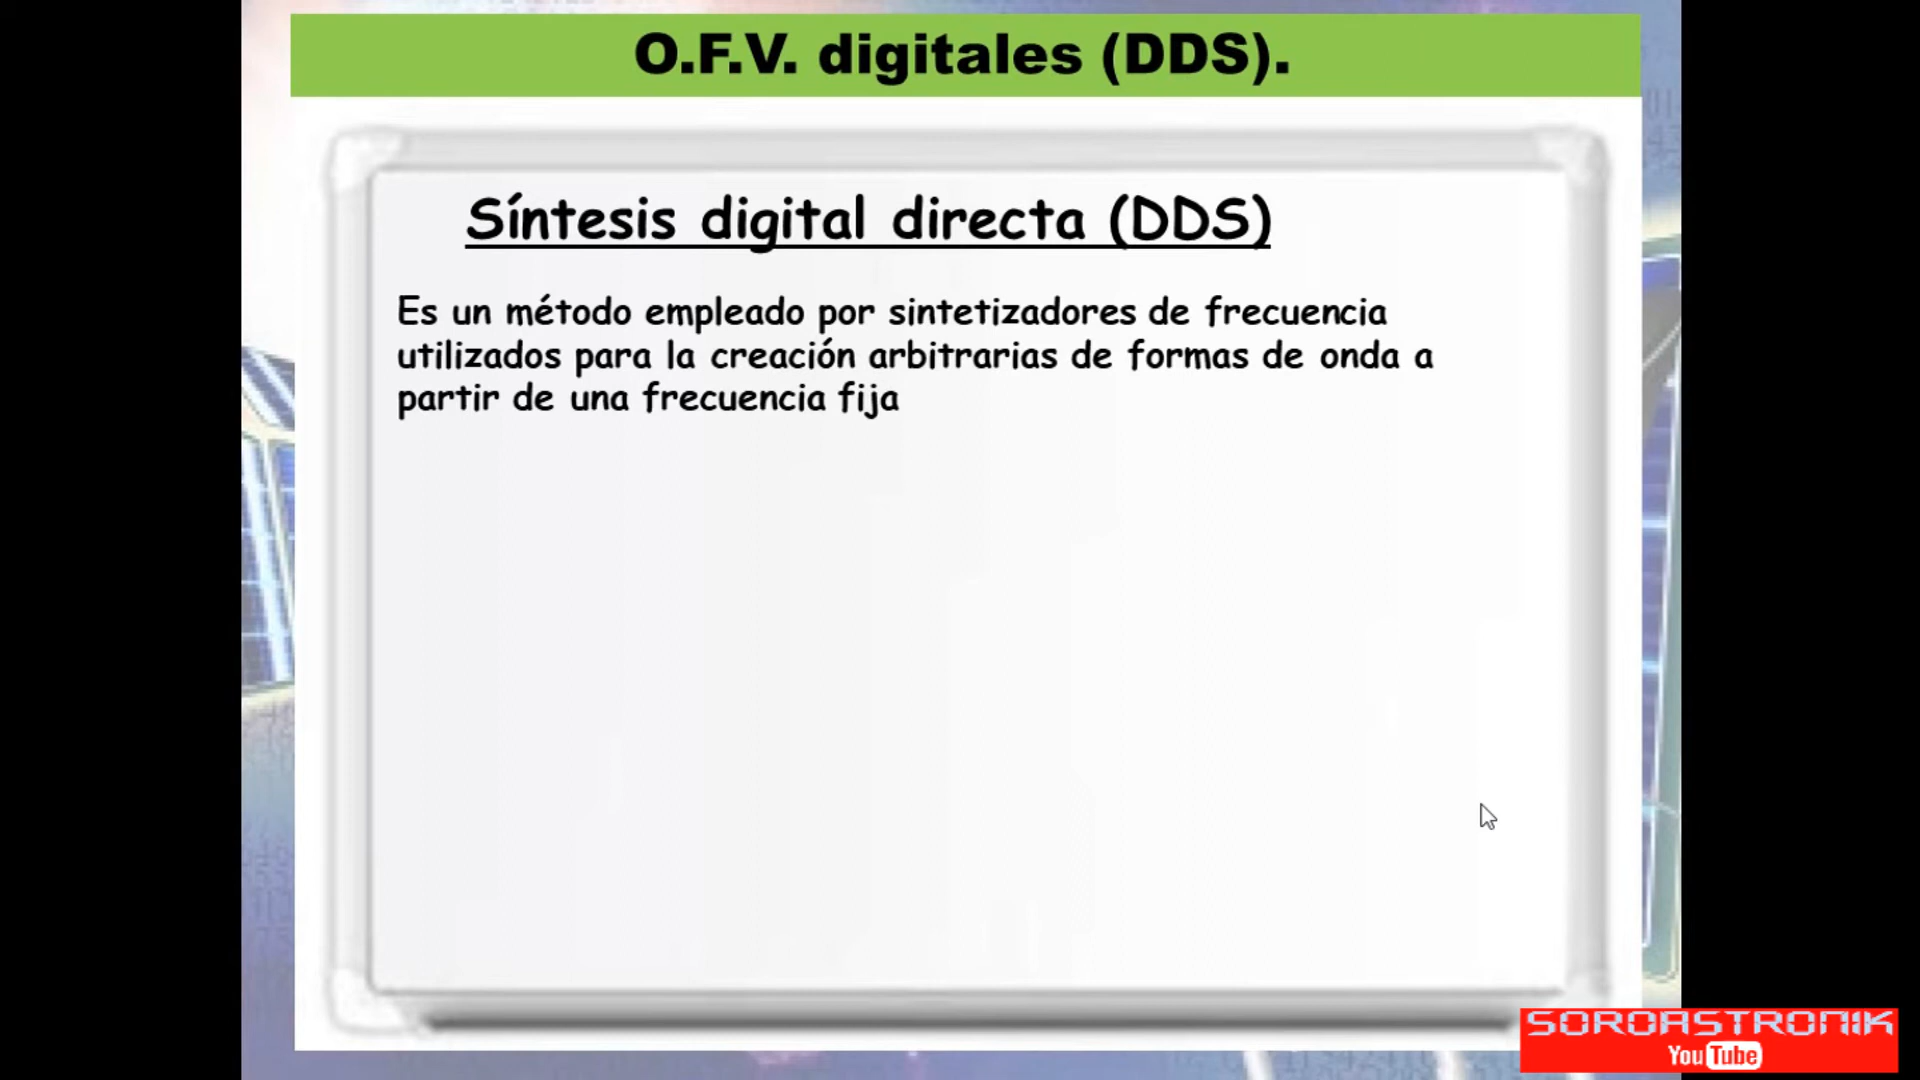 O.F.V. digitales (DDS).
Síntesis digital directa (DDS)
Es un método empleado por sintetizadores de frecuencia
utilizados para la creación arbitrarias de formas de onda a
partir de una frecuencia fija
SOROASTRONIK
YouTube